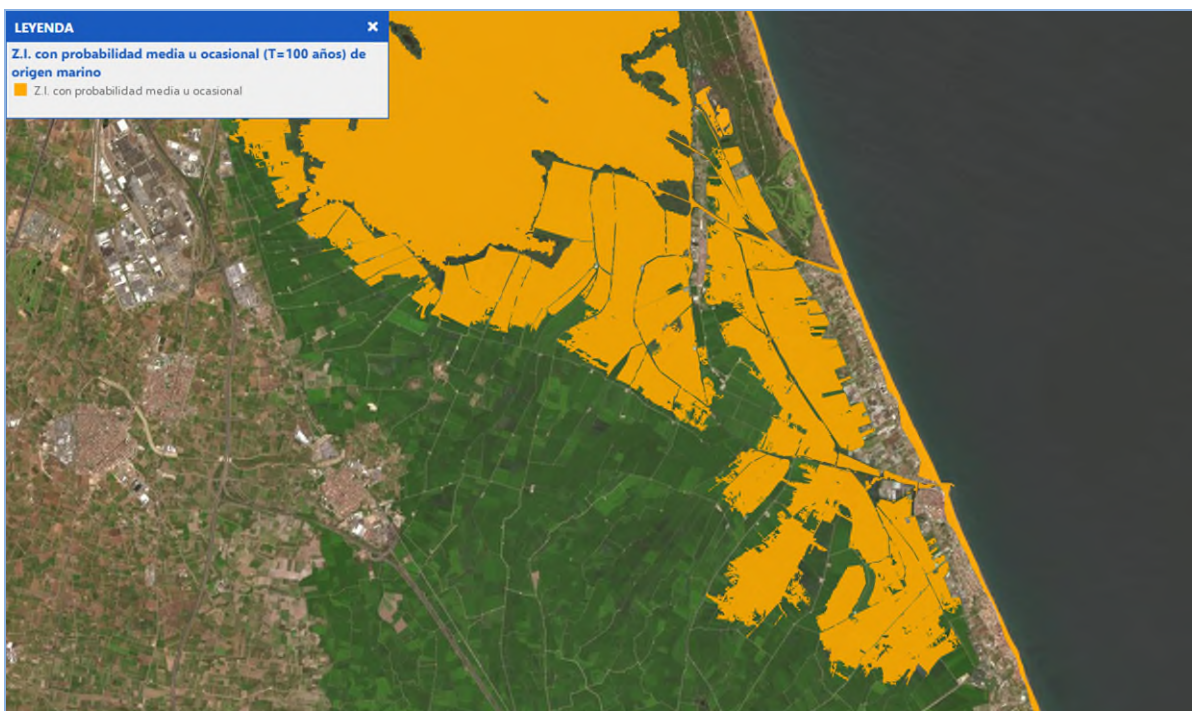 LEYENDA
Z.I. con probabilidad media u ocasional (T=100 años) de
origen marino
Z.I. con probabilidad media u ocasional